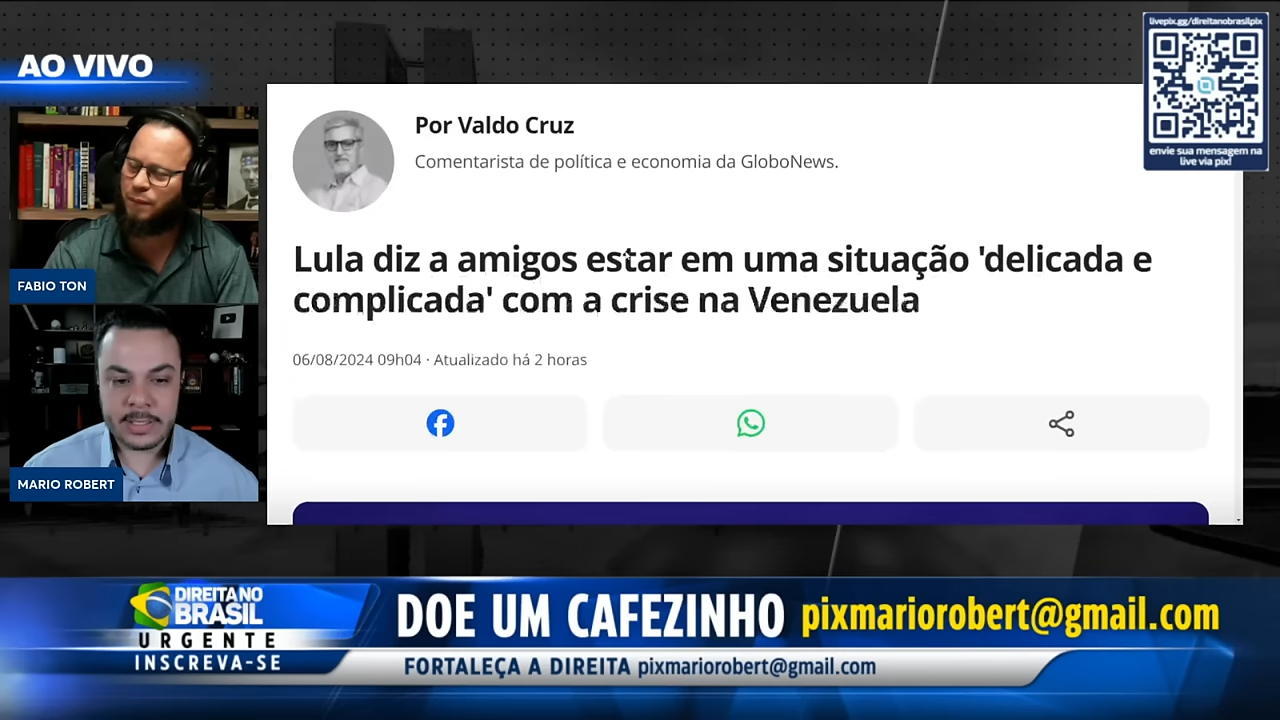 AO VIVO
livepix.gg/direitanobrasilpix
envie sua mensagem na
live via pix!
Por Valdo Cruz
Comentarista de política e economia da GloboNews.
Lula diz a amigos estar em uma situação 'delicada e
complicada' com a crise na Venezuela
06/08/2024 09h04 · Atualizado há 2 horas
FABIO TON
MARIO ROBERT
DIREITA NO
BRASIL
URGENTE
INSCREVA-SE
DOE UM CAFEZINHO pixmariorobert@gmail.com
FORTALEÇA A DIREITA pixmariorobert@gmail.com